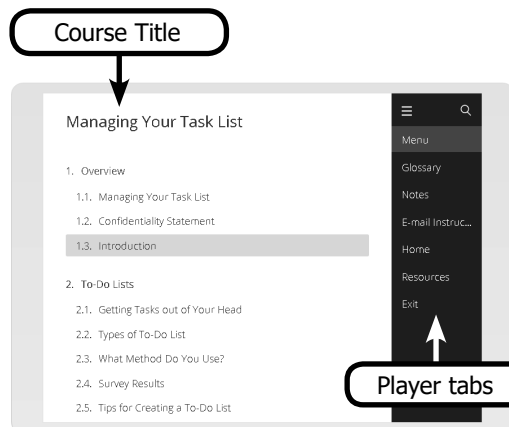 Course Title
Managing Your Task List
1. Overview
1.1. Managing Your Task List
1.2. Confidentiality Statement
1.3. Introduction
2. To-Do Lists
2.1. Getting Tasks out of Your Head
2.2. Types of To-Do List
2.3. What Method Do You Use?
2.4. Survey Results
2.5. Tips for Creating a To-Do List
Menu
Glossary
Notes
E-mail Instruc...
Home
Resources
Exit
Player tabs